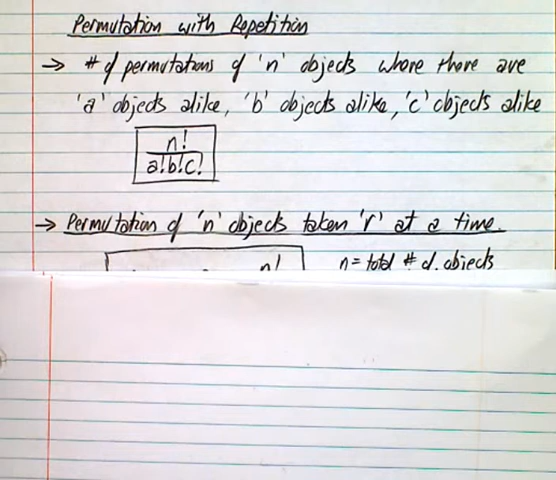 Permutation with Repetition
→ # of permutations of 'n' objects where there are
'a' objects alike, 'b' objects alike, 'c' objects alike
n!
a!b!c!
→ Permutation of 'n' objects taken 'r' at a time.
n! n = total # of objects